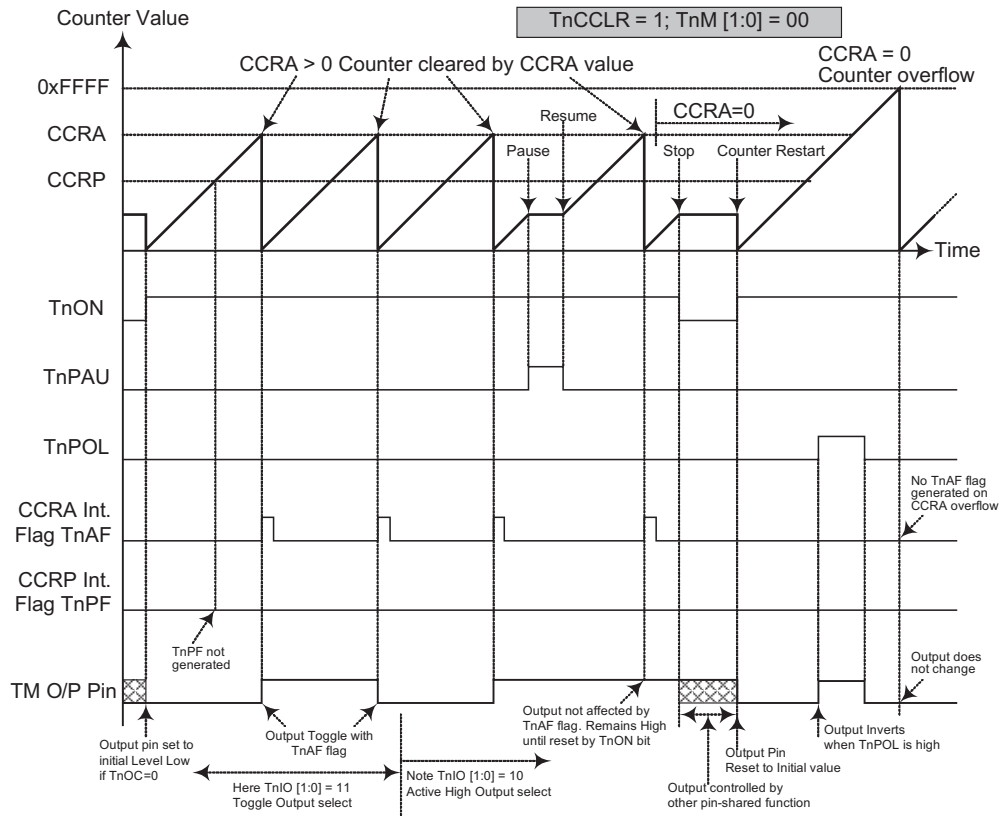 Counter Value
TnCCLR = 1; TnM [1:0] = 00
CCRA = 0
Counter overflow
CCRA > 0 Counter cleared by CCRA value
0xFFFF
CCRA=0
Resume
CCRA
Pause
Stop
Counter Restart
CCRP
Time
TnON
TnPAU
TnPOL
No TnAF flag
generated on
CCRA overflow
CCRA Int.
Flag TnAF
CCRP Int.
Flag TnPF
TnPF not
generated
Output does
not change
TM O/P Pin
Output pin set to
initial Level Low
if TnOC=0
Output Toggle with
TnAF flag
Output not affected by
TnAF flag. Remains High
until reset by TnON bit
Output Inverts
when TnPOL is high
Output Pin
Reset to Initial value
Here TnIO [1:0] = 11
Toggle Output select
Note TnIO [1:0] = 10
Active High Output select
Output controlled by
other pin-shared function